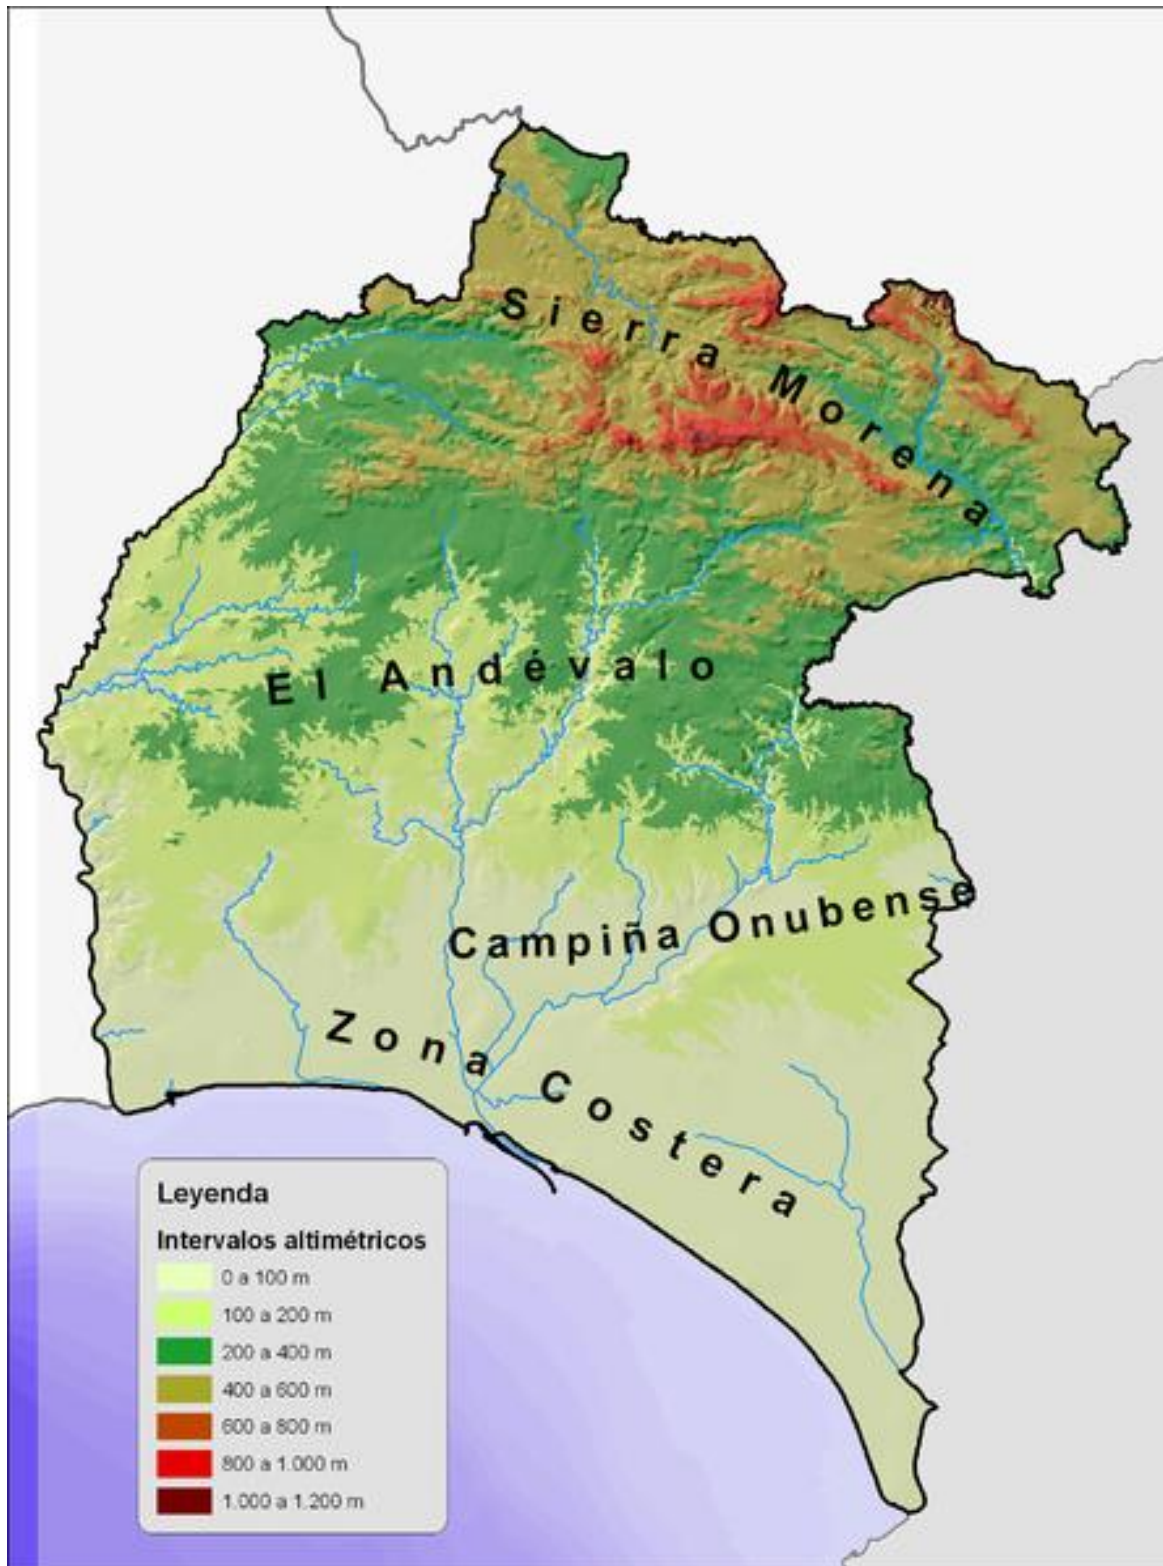 Sierra Morena
El Andévalo
Campiña Onubense
Zona Costera
Leyenda
Intervalos altimétricos
0 a 100 m
100 a 200 m
200 a 400 m
400 a 600 m
600 a 800 m
800 a 1.000 m
1.000 a 1.200 m